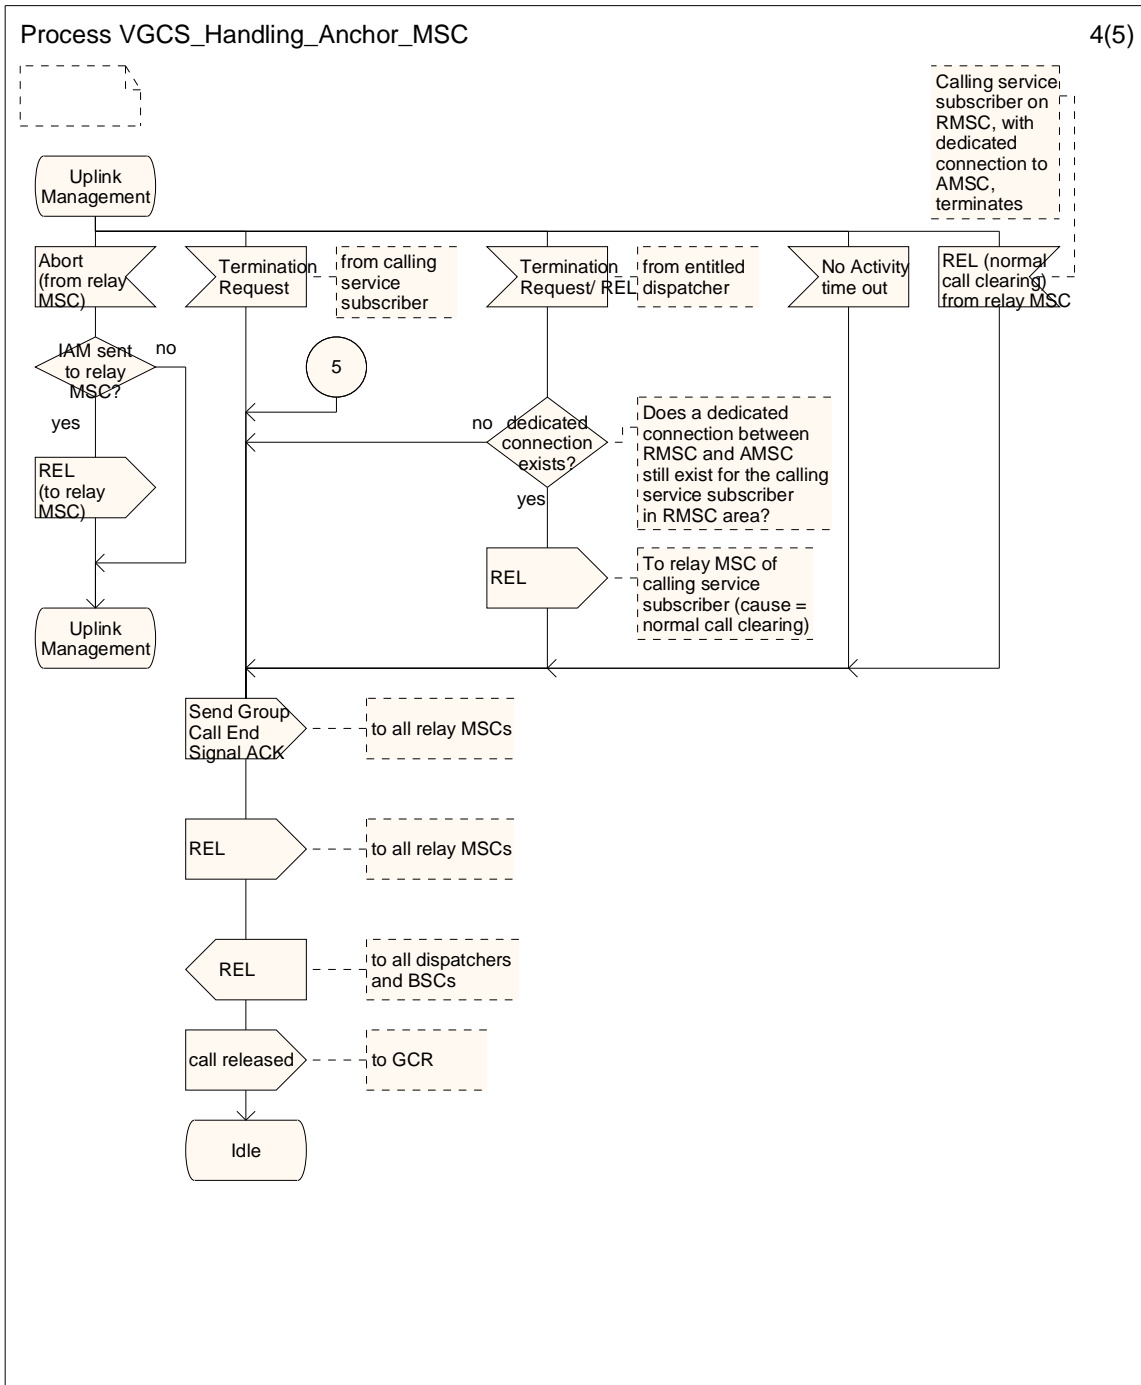 Process VGCS_Handling_Anchor_MSC
4(5)
Calling service
subscriber on
RMSC, with
dedicated
connection to
AMSC,
terminates
Uplink
Management
Abort
(from relay
MSC)
Termination
Request
from calling
service
subscriber
Termination
Request/ REL
from entitled
dispatcher
No Activity
time out
REL (normal
call clearing)
from relay MSC
IAM sent
to relay
MSC?
no
yes
5
REL
(to relay
MSC)
Uplink
Management
no
dedicated
connection
exists?
yes
Does a dedicated
connection between
RMSC and AMSC
still exist for the calling
service subscriber
in RMSC area?
REL
To relay MSC of
calling service
subscriber (cause =
normal call clearing)
Send Group
Call End
Signal ACK
to all relay MSCs
REL
to all relay MSCs
REL
to all dispatchers
and BSCs
call released
to GCR
Idle